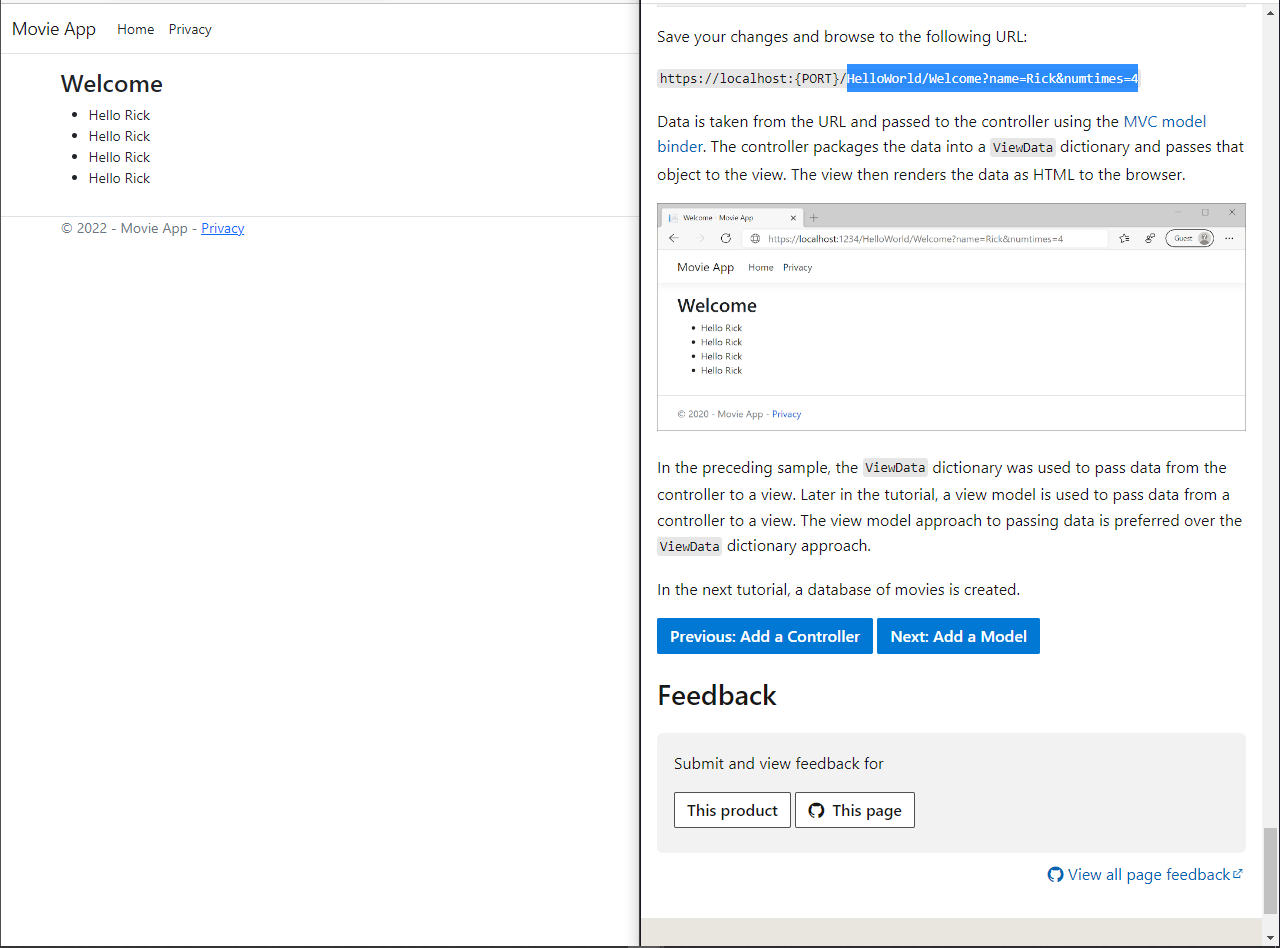 Movie App Home Privacy
Welcome
Hello Rick
Hello Rick
Hello Rick
Hello Rick
© 2022 - Movie App - Privacy
Save your changes and browse to the following URL:
https://localhost:{PORT}/HelloWorld/Welcome?name=Rick&numtimes=4
Data is taken from the URL and passed to the controller using the MVC model
binder. The controller packages the data into a ViewData dictionary and passes that
object to the view. The view then renders the data as HTML to the browser.
Welcome - Movie App
https://localhost:1234/HelloWorld/Welcome?name=Rick&numtimes=4 Guest
Movie App Home Privacy
Welcome
Hello Rick
Hello Rick
Hello Rick
Hello Rick
© 2020 - Movie App - Privacy
In the preceding sample, the ViewData dictionary was used to pass data from the
controller to a view. Later in the tutorial, a view model is used to pass data from a
controller to a view. The view model approach to passing data is preferred over the
ViewData dictionary approach.
In the next tutorial, a database of movies is created.
Previous: Add a Controller Next: Add a Model
Feedback
Submit and view feedback for
This product This page
View all page feedback